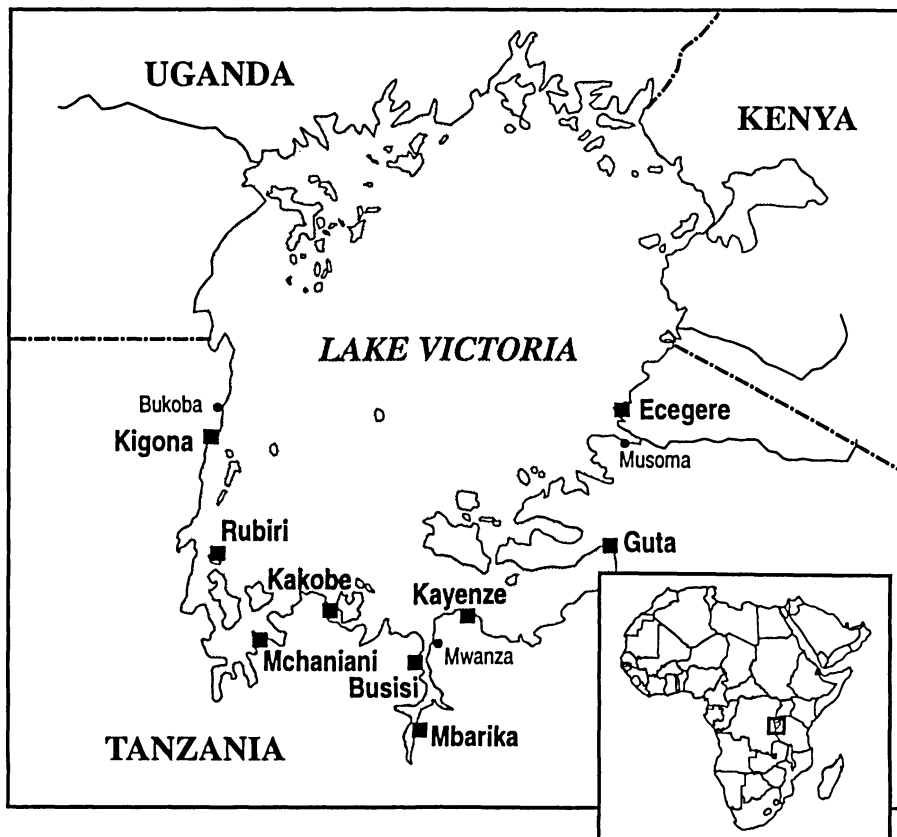 UGANDA
KENYA
LAKE VICTORIA
Bukoba
Ecegere
Kigona
Musoma
Rubiri
Guta
Kakobe
Kayenze
Mchaniani
Mwanza
Busisi
Mbarika
TANZANIA